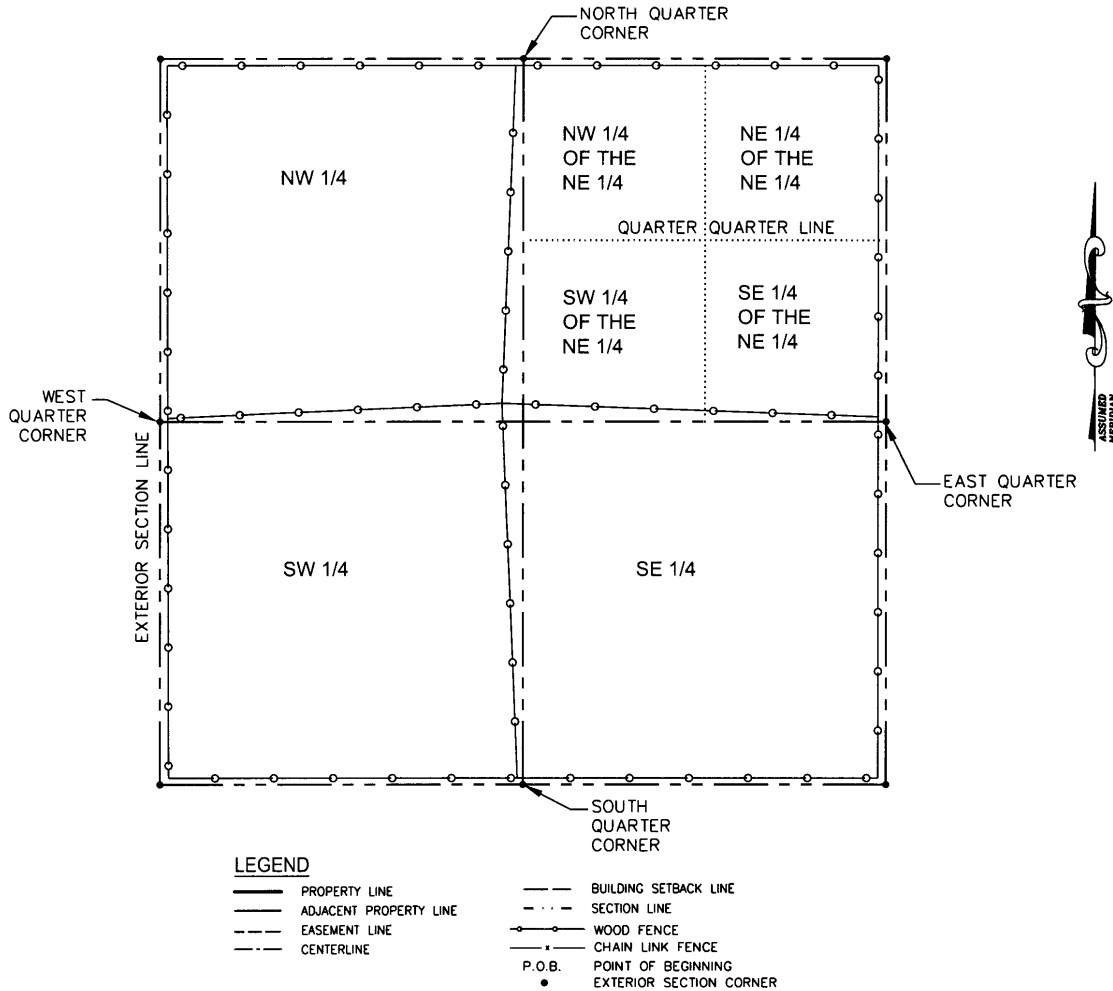 NORTH QUARTER
CORNER
NW 1/4
NW 1/4
OF THE
NE 1/4
NE 1/4
OF THE
NE 1/4
QUARTER QUARTER LINE
SW 1/4
OF THE
NE 1/4
SE 1/4
OF THE
NE 1/4
WEST
QUARTER
CORNER
ASSUMED
MERIDIAN
EXTERIOR SECTION LINE
EAST QUARTER
CORNER
SW 1/4
SE 1/4
SOUTH
QUARTER
CORNER
LEGEND
PROPERTY LINE
ADJACENT PROPERTY LINE
EASEMENT LINE
CENTERLINE
BUILDING SETBACK LINE
SECTION LINE
WOOD FENCE
x CHAIN LINK FENCE
P.O.B. POINT OF BEGINNING
EXTERIOR SECTION CORNER